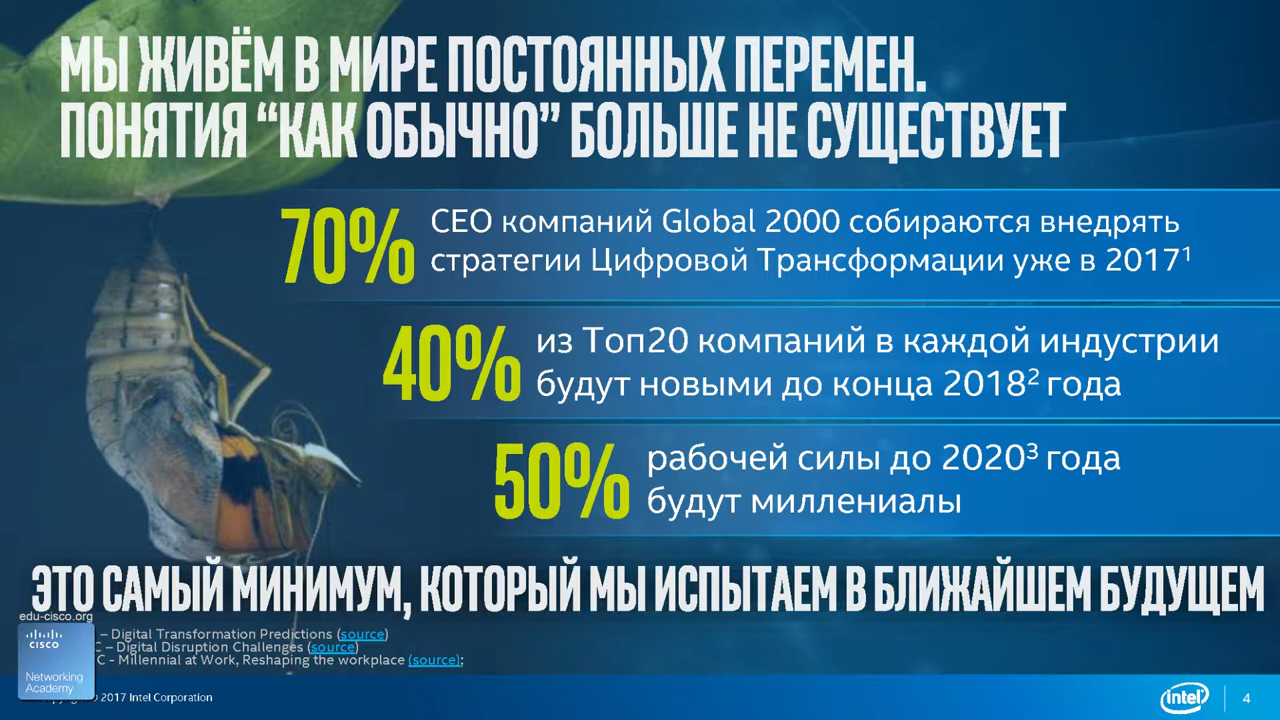 МЫ ЖИВЁМ В МИРЕ ПОСТОЯННЫХ ПЕРЕМЕН.
ПОНЯТИЯ “КАК ОБЫЧНО” БОЛЬШЕ НЕ СУЩЕСТВУЕТ
70% CEO компаний Global 2000 собираются внедрять
стратегии Цифровой Трансформации уже в 2017¹
40% из Топ20 компаний в каждой индустрии
будут новыми до конца 2018² года
50% рабочей силы до 2020³ года
будут миллениалы
ЭТО САМЫЙ МИНИМУМ, КОТОРЫЙ МЫ ИСПЫТАЕМ В БЛИЖАЙШЕМ БУДУЩЕМ
edu-cisco.org
– Digital Transformation Predictions (source)
C – Digital Disruption Challenges (source)
C - Millennial at Work, Reshaping the workplace (source);
CISCO
Networking
Academy
2017 Intel Corporation
intel
4